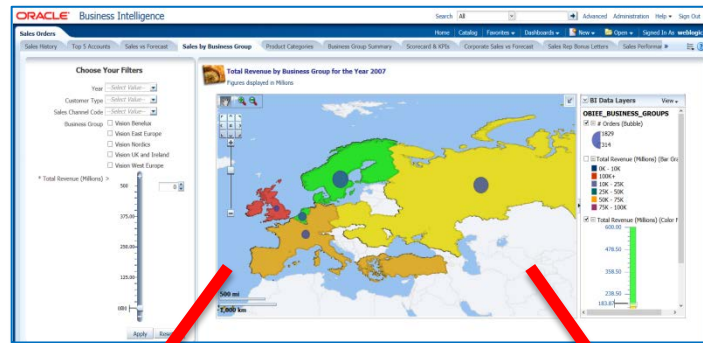 ORACLE Business Intelligence
Search All Advanced Administration Help Sign Out
Sales Orders
Home Catalog Favorites Dashboards New Open Signed In As weblogic
Sales History Top 5 Accounts Sales vs Forecast Sales by Business Group Product Categories Business Group Summary Scorecard & KPIs Corporate Sales vs Forecast Sales Rep Bonus Letters Sales Performan »
Choose Your Filters
Year --Select Value--
Customer Type --Select Value--
Sales Channel Code --Select Value--
Business Group Vision Benelux
Vision East Europe
Vision Nordics
Vision UK and Ireland
Vision West Europe
* Total Revenue (Millions) >
500
0
375.00
250.00
125.00
Apply
Total Revenue by Business Group for the Year 2007
Figures displayed in Millions
500 mi
1,000 km
BI Data Layers View
OBIEE_BUSINESS_GROUPS
# Orders (Bubble)
1829
314
Total Revenue (Millions) (Bar Gra
0K - 10K
100K+
10K - 25K
25K - 50K
50K - 75K
75K - 100K
Total Revenue (Millions) (Color F
600.00
478.50
358.50
238.50
183.87